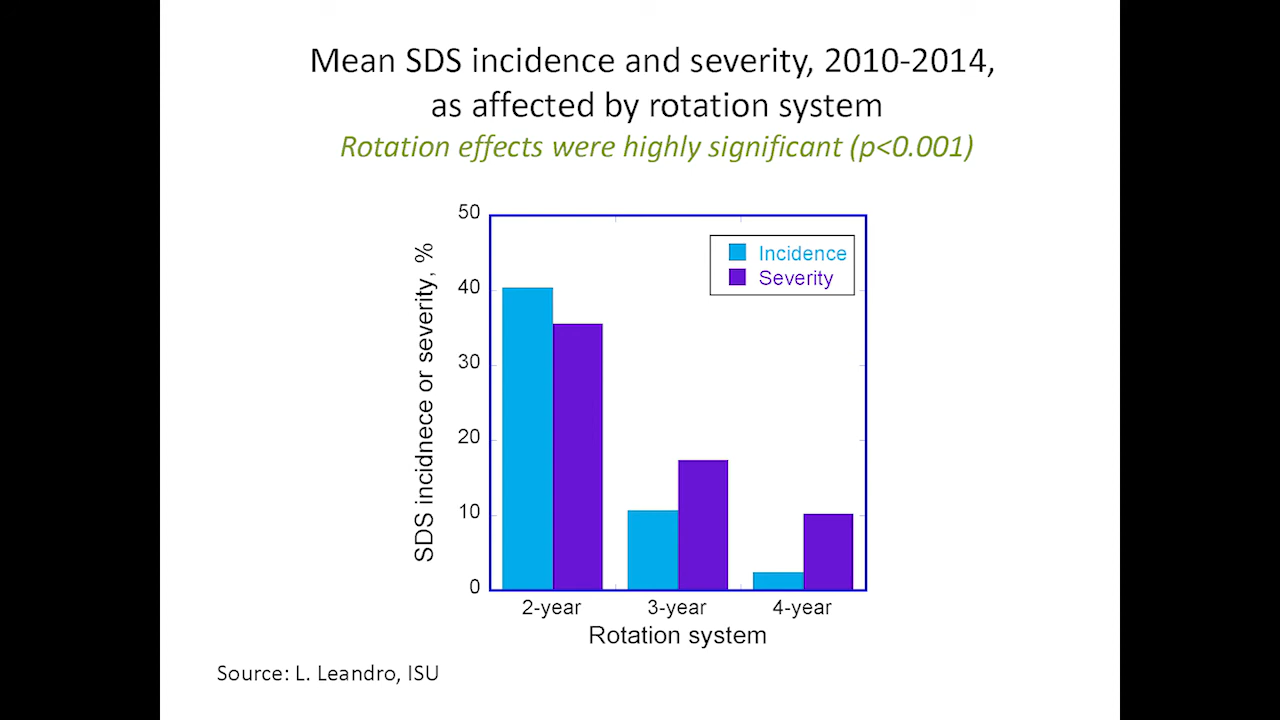 Mean SDS incidence and severity, 2010-2014,
as affected by rotation system
Rotation effects were highly significant (p<0.001)
50
40
30
20
10
0
SDS incidnece or severity, %
Incidence
Severity
2-year 3-year 4-year
Rotation system
Source: L. Leandro, ISU